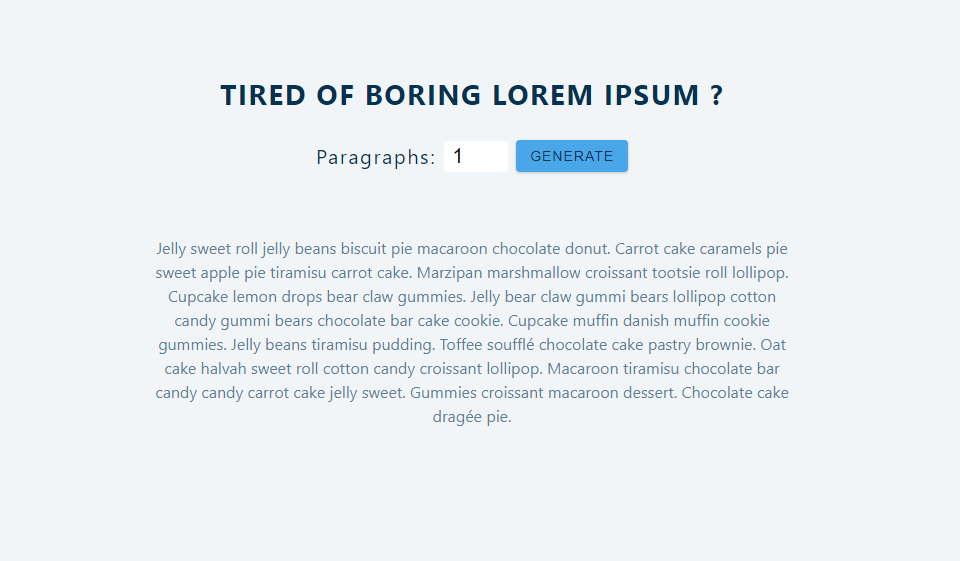 TIRED OF BORING LOREM IPSUM ?
Paragraphs: 1 GENERATE
Jelly sweet roll jelly beans biscuit pie macaroon chocolate donut. Carrot cake caramels pie
sweet apple pie tiramisu carrot cake. Marzipan marshmallow croissant tootsie roll lollipop.
Cupcake lemon drops bear claw gummies. Jelly bear claw gummi bears lollipop cotton
candy gummi bears chocolate bar cake cookie. Cupcake muffin danish muffin cookie
gummies. Jelly beans tiramisu pudding. Toffee soufflé chocolate cake pastry brownie. Oat
cake halvah sweet roll cotton candy croissant lollipop. Macaroon tiramisu chocolate bar
candy candy carrot cake jelly sweet. Gummies croissant macaroon dessert. Chocolate cake
dragée pie.